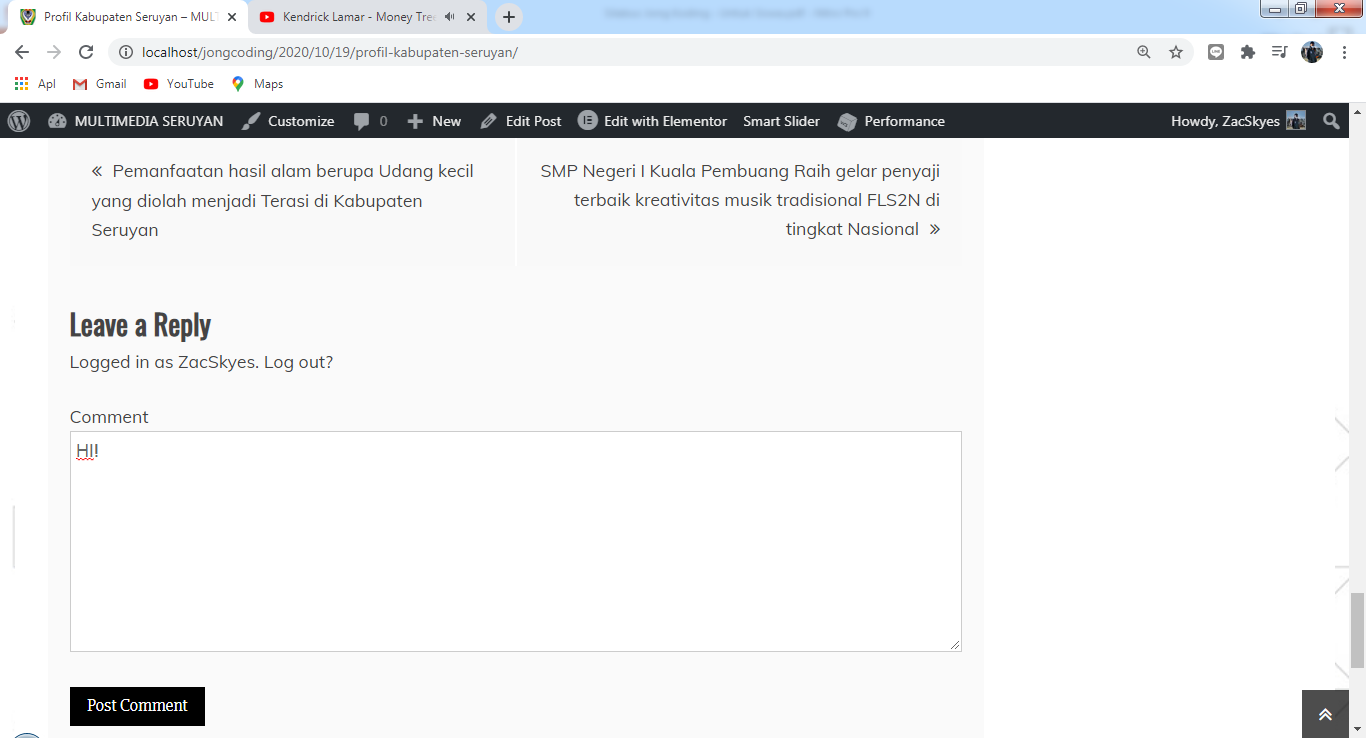 Profil Kabupaten Seruyan – MULT
Kendrick Lamar - Money Tree
localhost/jongcoding/2020/10/19/profil-kabupaten-seruyan/
Apl Gmail YouTube Maps
MULTIMEDIA SERUYAN Customize 0 New Edit Post Edit with Elementor Smart Slider Performance Howdy, ZacSkyes
« Pemanfaatan hasil alam berupa Udang kecil
yang diolah menjadi Terasi di Kabupaten
Seruyan
SMP Negeri I Kuala Pembuang Raih gelar penyaji
terbaik kreativitas musik tradisional FLS2N di
tingkat Nasional »
Leave a Reply
Logged in as ZacSkyes. Log out?
Comment
HI!
Post Comment